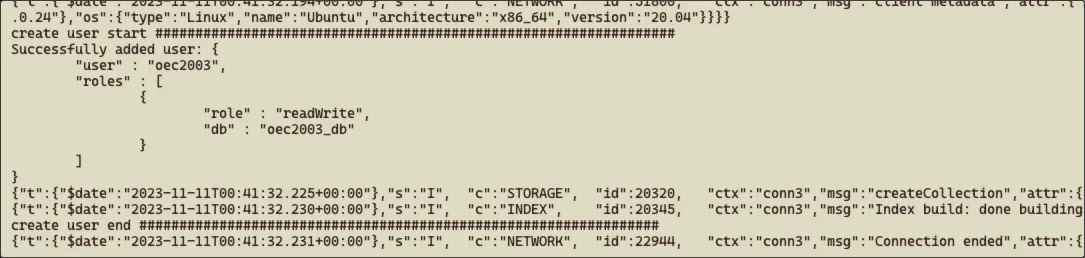 {"t":{"$date":"2023-11-11T00:41:32.194+00:00"},"s":"I",  "c":"NETWORK",  "id":51800,   "ctx":"conn3","msg":"client metadata","attr":{
.0.24"},"os":{"type":"Linux","name":"Ubuntu","architecture":"x86_64","version":"20.04"}}}}
create user start #################################################################
Successfully added user: {
        "user" : "oec2003",
        "roles" : [
                {
                        "role" : "readWrite",
                        "db" : "oec2003_db"
                }
        ]
}
{"t":{"$date":"2023-11-11T00:41:32.225+00:00"},"s":"I",  "c":"STORAGE",  "id":20320,   "ctx":"conn3","msg":"createCollection","attr":{
{"t":{"$date":"2023-11-11T00:41:32.230+00:00"},"s":"I",  "c":"INDEX",    "id":20345,   "ctx":"conn3","msg":"Index build: done building
create user end #################################################################
{"t":{"$date":"2023-11-11T00:41:32.231+00:00"},"s":"I",  "c":"NETWORK",  "id":22944,   "ctx":"conn3","msg":"Connection ended","attr":{